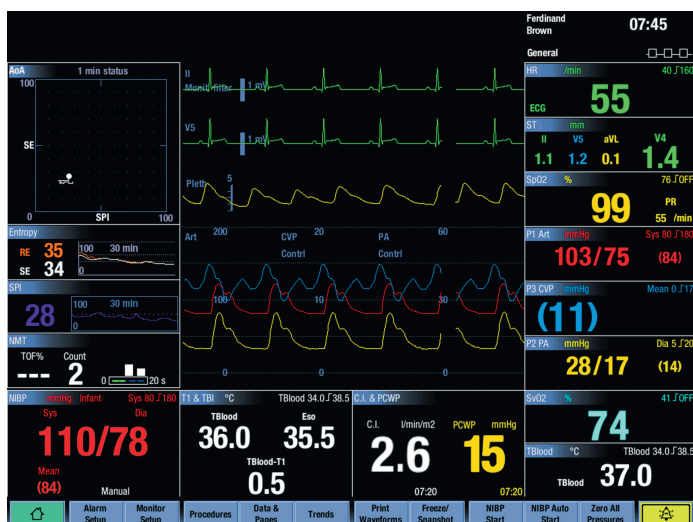 Ferdinand
Brown
07:45
General
AoA 1 min status
100
SE
0 SPI 100
II
Monit filter
1 mV
V5
1 mV
Pleth
5
Art 200 CVP 20 PA 60
Contrl Contrl
100 10 30
0 0 0
Entropy
RE 35
SE 34
100 30 min
0
SPI
28
100 30 min
0
NMT
TOF% Count
--- 2
0 20 s
HR /min 40 160
ECG 55
ST mm
II V5 aVL V4
1.1 1.2 0.1 1.4
SpO2 % 76 OFF
99
PR
55 /min
P1 Art mmHg Sys 80 180
103/75 (84)
P3 CVP mmHg Mean 0 17
(11)
P2 PA mmHg Dia 5 20
28/17 (14)
NIBP mmHg Infant Sys 80 180
Sys Dia
110/78
Mean
(84) Manual
T1 & TBl °C TBlood 34.0 38.5
TBlood Eso
36.0 35.5
TBlood-T1
0.5
C.I. & PCWP
C.I. l/min/m2 PCWP mmHg
2.6 15
07:20 07:20
SvO2 % 41 OFF
74
TBlood °C TBlood 34.0 38.5
TBlood 37.0
Alarm
Setup
Monitor
Setup
Procedures
Data &
Pages
Trends
Print
Waveforms
Freeze/
Snapshot
NIBP
Start
NIBP Auto
Start
Zero All
Pressures